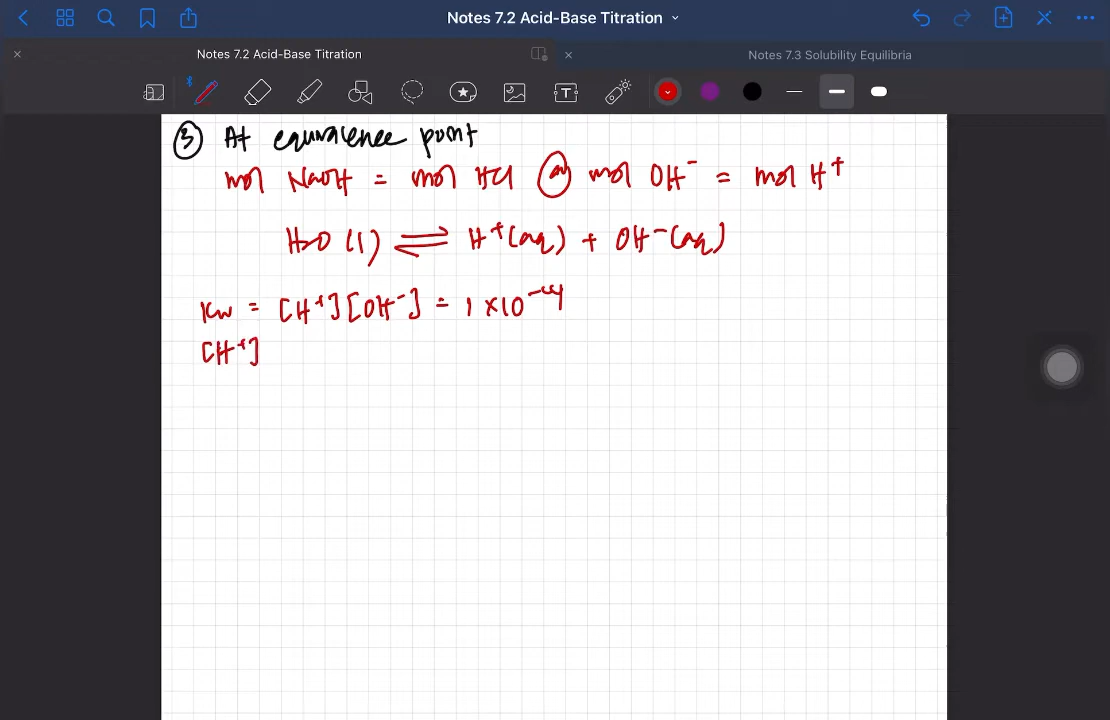 Notes 7.2 Acid-Base Titration
Notes 7.2 Acid-Base Titration
Notes 7.3 Solubility Equilibria
③ At equivalence point
mol NaOH = mol HCl mol OH⁻ = mol H⁺
H2O (l) ⇌ H⁺(aq) + OH⁻(aq)
Kw = [H⁺][OH⁻] = 1 × 10⁻¹⁴
[H⁺]